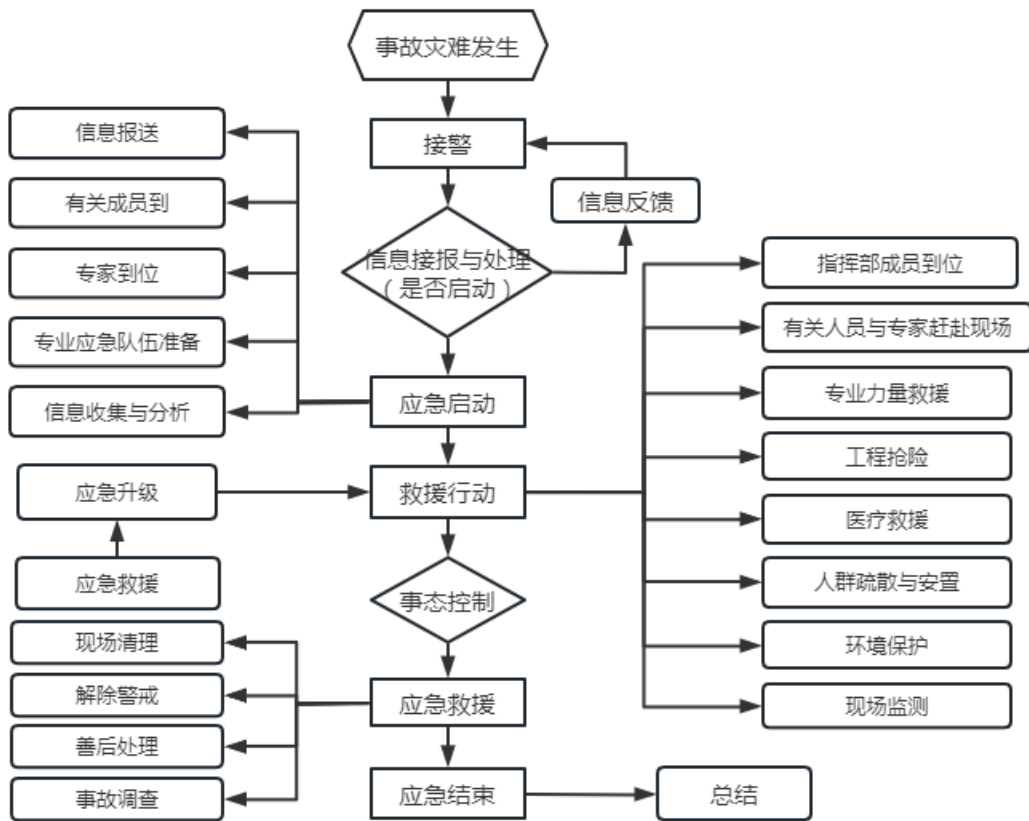 事故灾难发生
接警
信息反馈
信息接报与处理
（是否启动）
应急启动
信息报送
有关成员到
专家到位
专业应急队伍准备
信息收集与分析
救援行动
指挥部成员到位
有关人员与专家赶赴现场
专业力量救援
工程抢险
医疗救援
人群疏散与安置
环境保护
现场监测
应急升级
应急救援
事态控制
应急救援
现场清理
解除警戒
善后处理
事故调查
应急结束
总结